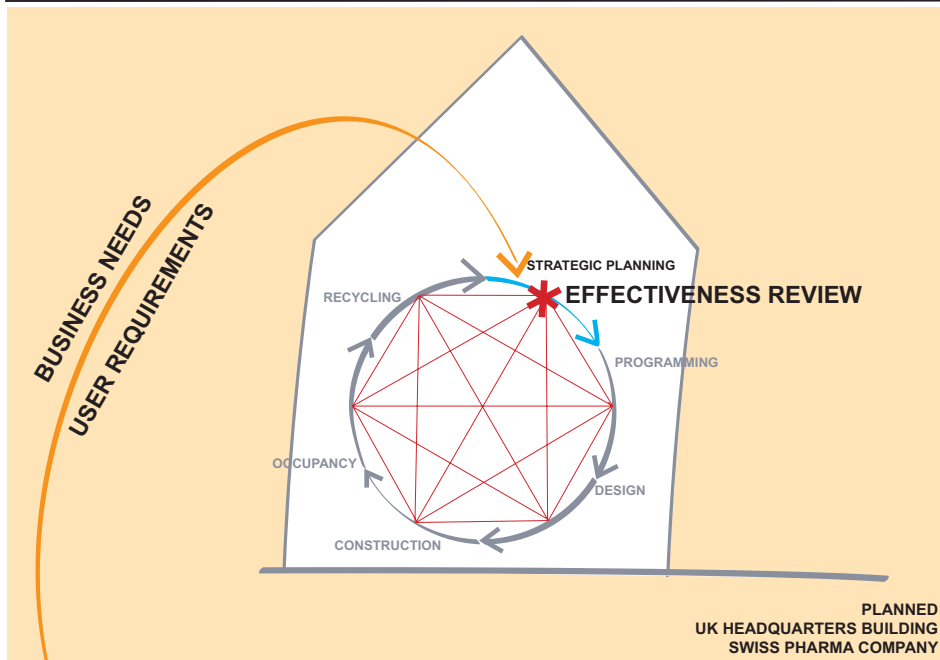 BUSINESS NEEDS
USER REQUIREMENTS
STRATEGIC PLANNING
EFFECTIVENESS REVIEW
RECYCLING
PROGRAMMING
OCCUPANCY
DESIGN
CONSTRUCTION
PLANNED
UK HEADQUARTERS BUILDING
SWISS PHARMA COMPANY